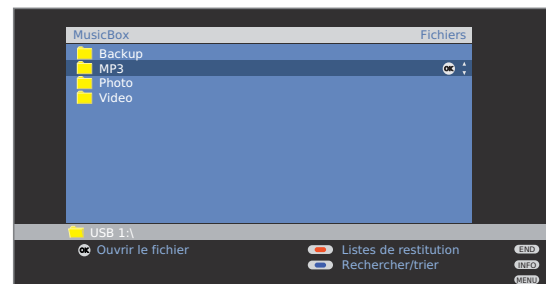 MusicBox Fichiers
Backup
MP3 OK
Photo
Video
USB 1:\
OK Ouvrir le fichier Listes de restitution END
Rechercher/trier INFO
MENU